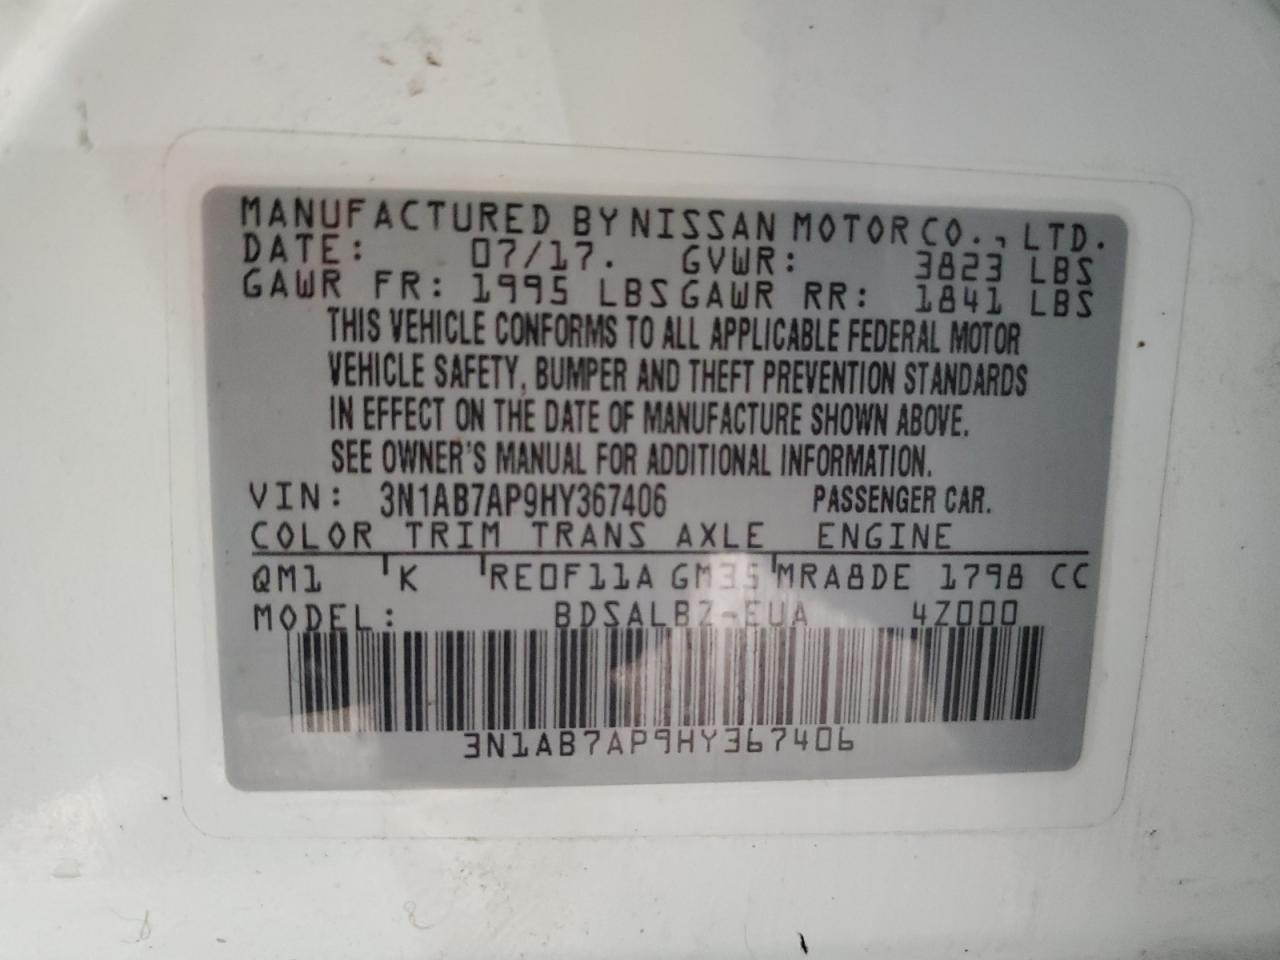 MANUFACTURED BY NISSAN MOTOR CO., LTD.
DATE: 07/17. GVWR: 3823 LBS
GAWR FR: 1995 LBS GAWR RR: 1841 LBS
THIS VEHICLE CONFORMS TO ALL APPLICABLE FEDERAL MOTOR
VEHICLE SAFETY, BUMPER AND THEFT PREVENTION STANDARDS
IN EFFECT ON THE DATE OF MANUFACTURE SHOWN ABOVE.
SEE OWNER'S MANUAL FOR ADDITIONAL INFORMATION.
VIN: 3N1AB7AP9HY367406 PASSENGER CAR.
COLOR TRIM TRANS AXLE ENGINE
QM1 K RE0F11A GM35 MRA8DE 1798 CC
MODEL: BDSALBZ-EUA 4Z000
3N1AB7AP9HY367406